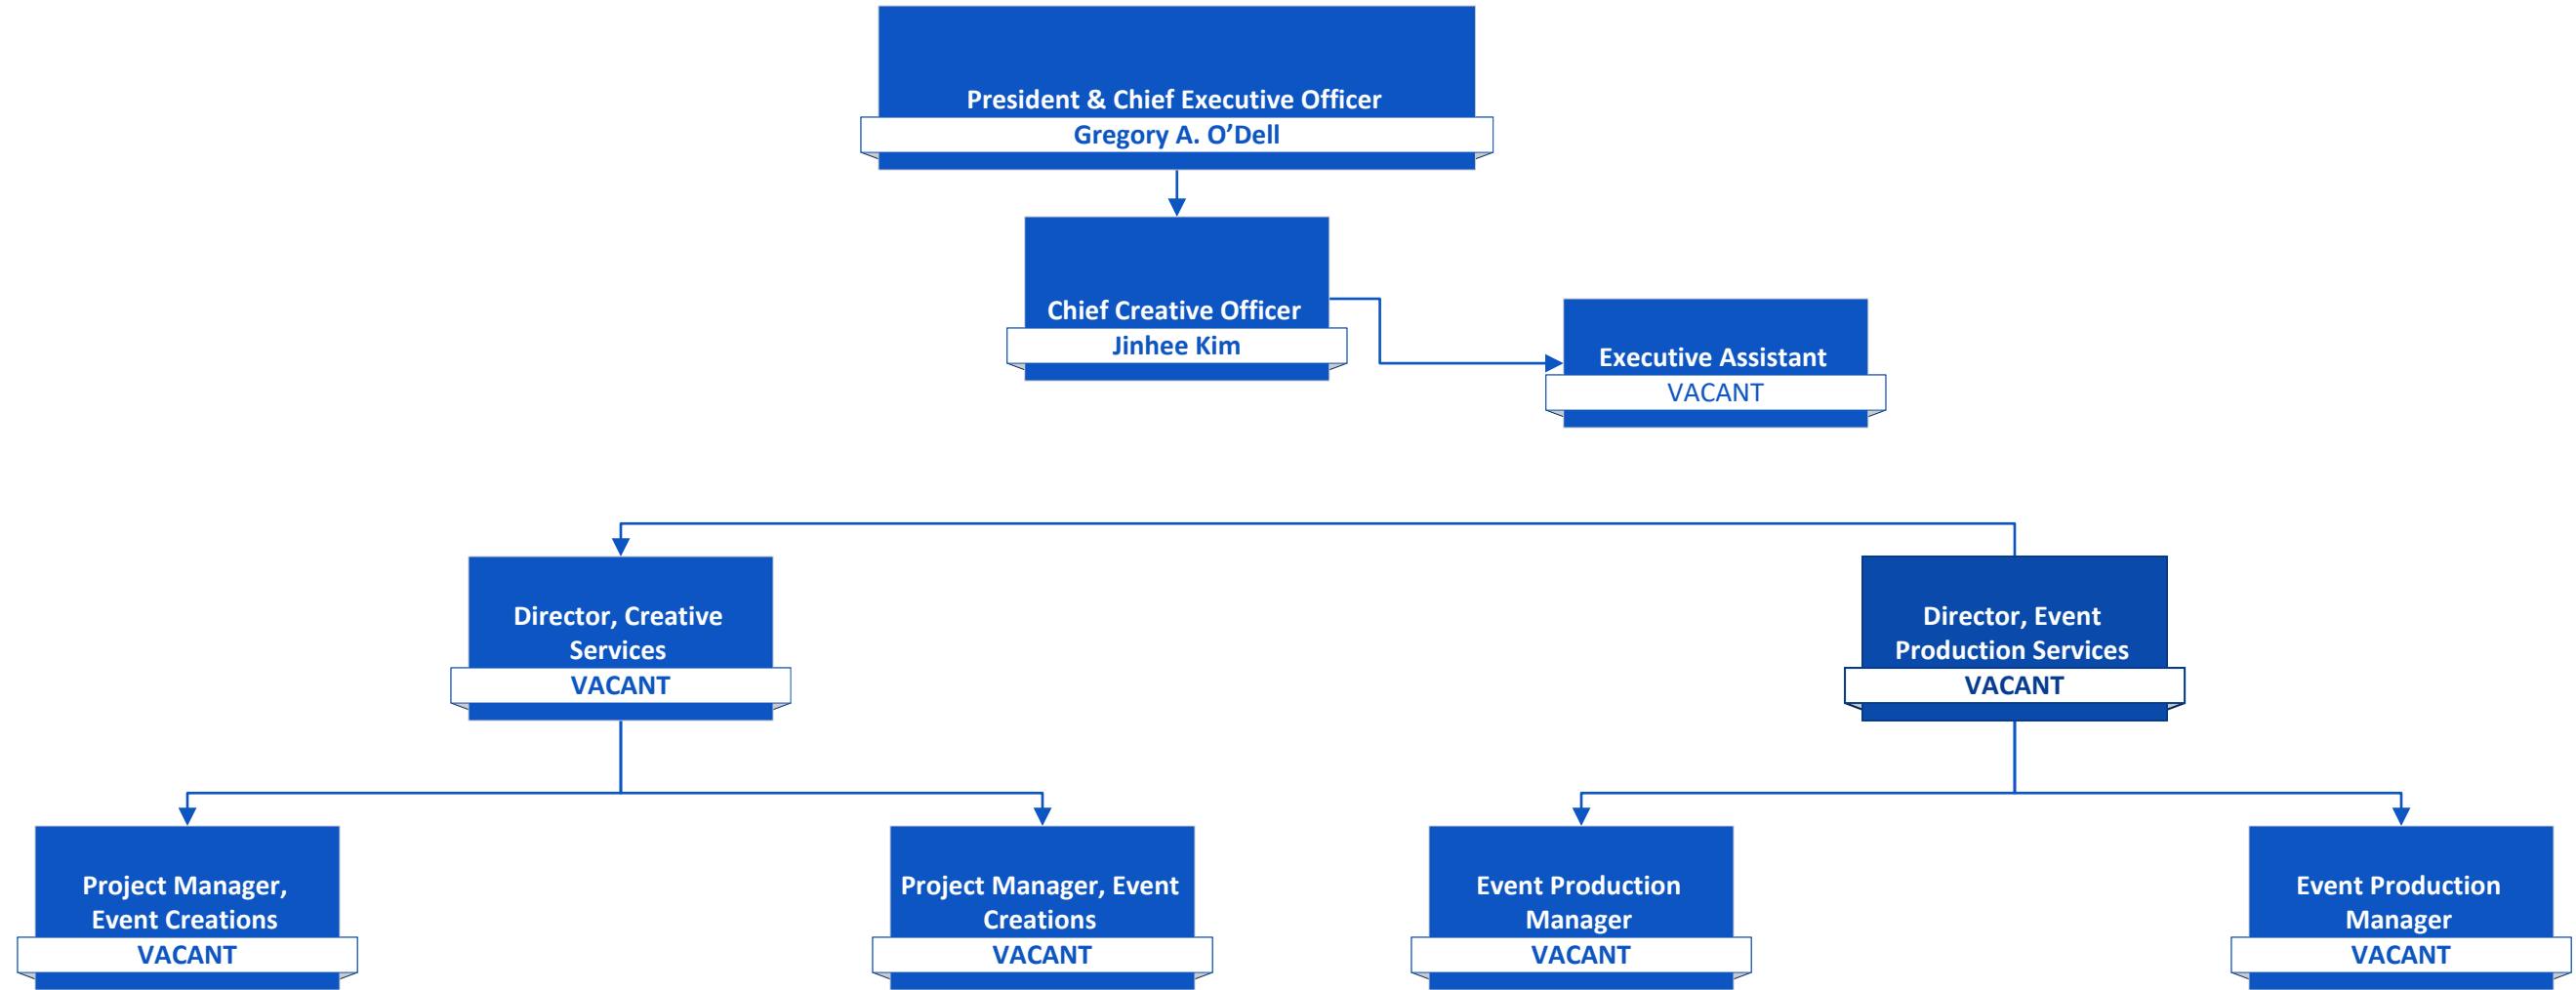 President & Chief Executive Officer
Gregory A. O’Dell
Chief Creative Officer
Jinhee Kim
Executive Assistant
VACANT
Director, Creative
Services
VACANT
Director, Event
Production Services
VACANT
Project Manager,
Event Creations
VACANT
Project Manager, Event
Creations
VACANT
Event Production
Manager
VACANT
Event Production
Manager
VACANT